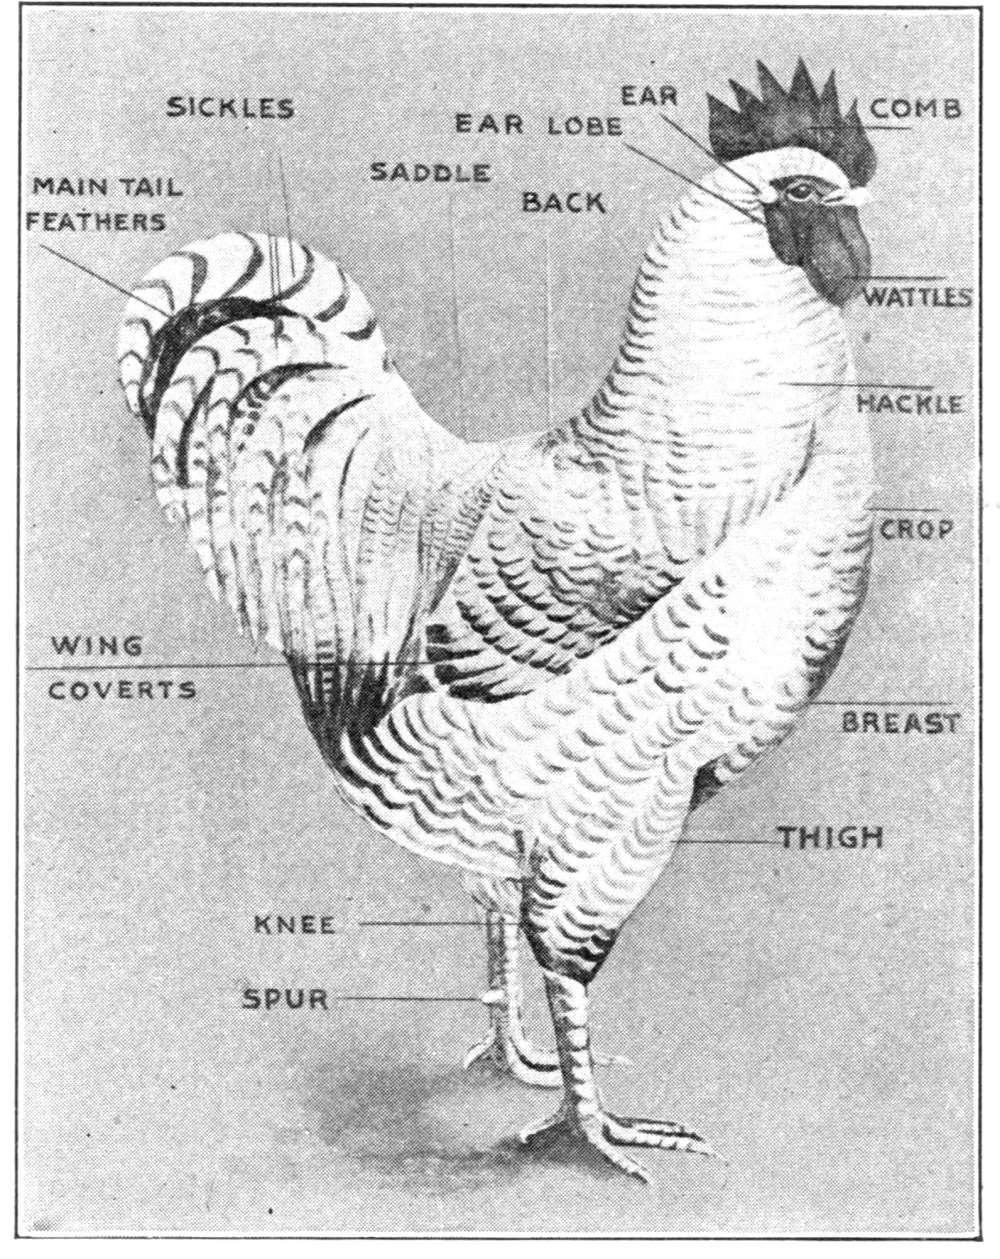 SICKLES
EAR
COMB
EAR LOBE
SADDLE
MAIN TAIL
FEATHERS
BACK
WATTLES
HACKLE
CROP
WING
COVERTS
BREAST
THIGH
KNEE
SPUR